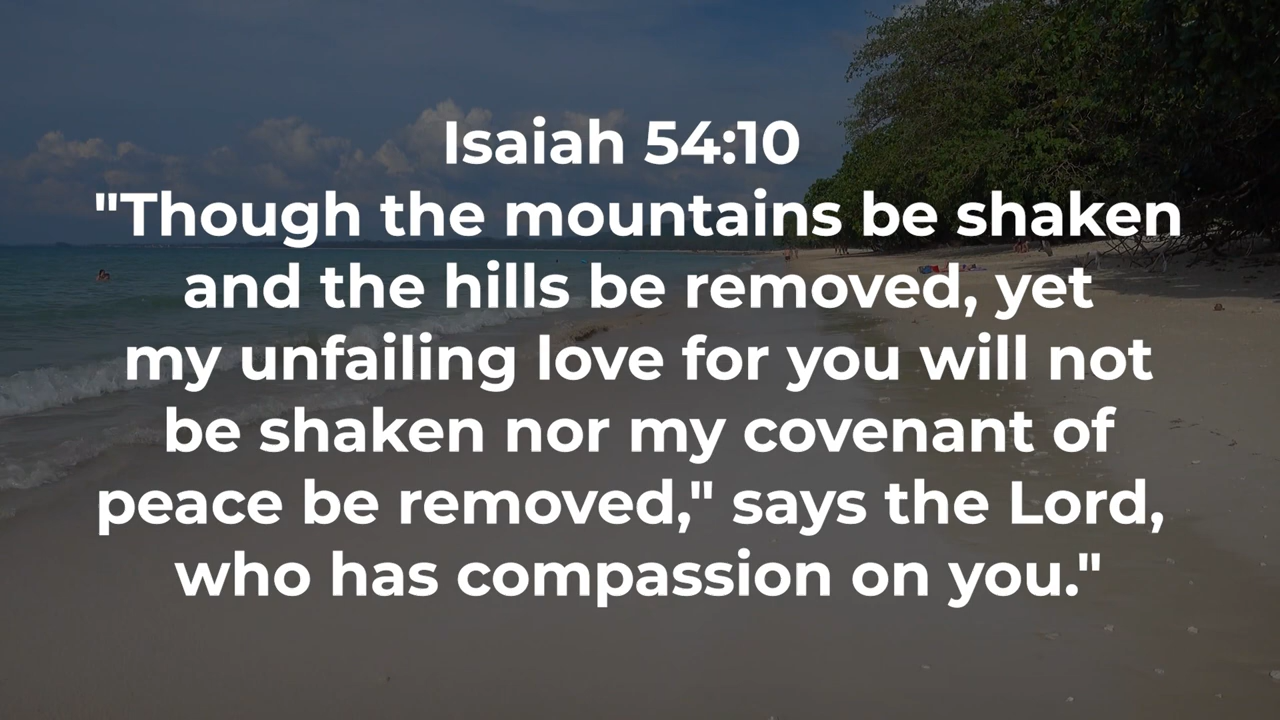 Isaiah 54:10
"Though the mountains be shaken
and the hills be removed, yet
my unfailing love for you will not
be shaken nor my covenant of
peace be removed," says the Lord,
who has compassion on you."